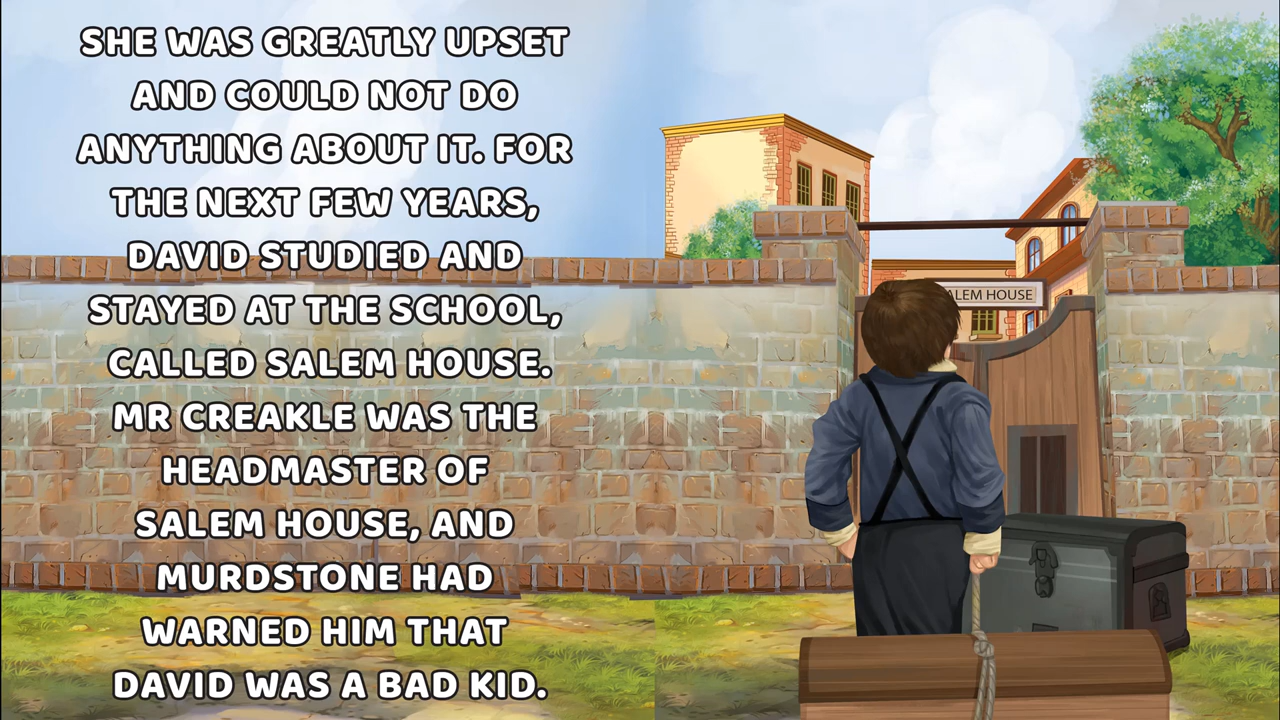 SHE WAS GREATLY UPSET
AND COULD NOT DO
ANYTHING ABOUT IT. FOR
THE NEXT FEW YEARS,
DAVID STUDIED AND
STAYED AT THE SCHOOL,
CALLED SALEM HOUSE.
MR CREAKLE WAS THE
HEADMASTER OF
SALEM HOUSE, AND
MURDSTONE HAD
WARNED HIM THAT
DAVID WAS A BAD KID.
ALEM HOUSE